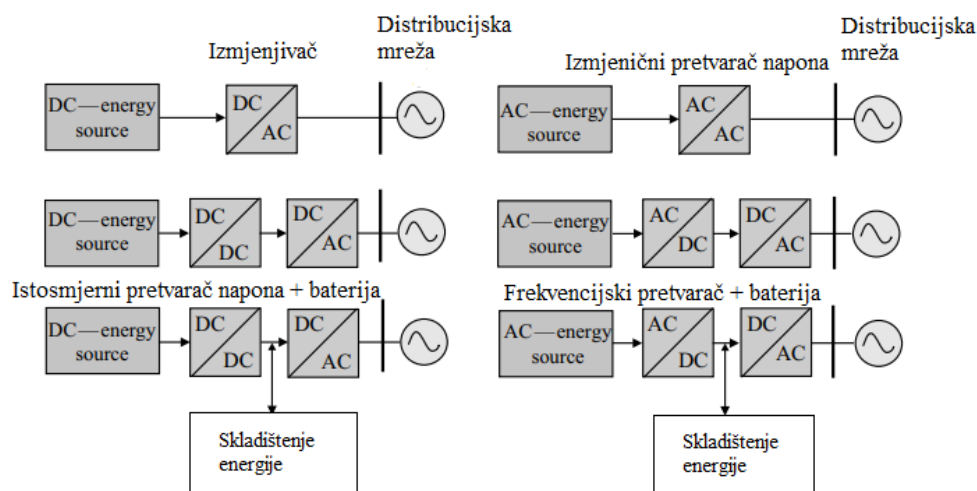 Izmjenjivač
Distribucijska
mreža
DC—energy
source
DC
AC
DC—energy
source
DC
DC
DC
AC
Istosmjerni pretvarač napona + baterija
DC—energy
source
DC
DC
DC
AC
Skladištenje
energije
Izmjenični pretvarač napona
Distribucijska
mreža
AC—energy
source
AC
AC
AC—energy
source
AC
DC
DC
AC
Frekvencijski pretvarač + baterija
AC—energy
source
AC
DC
DC
AC
Skladištenje
energije